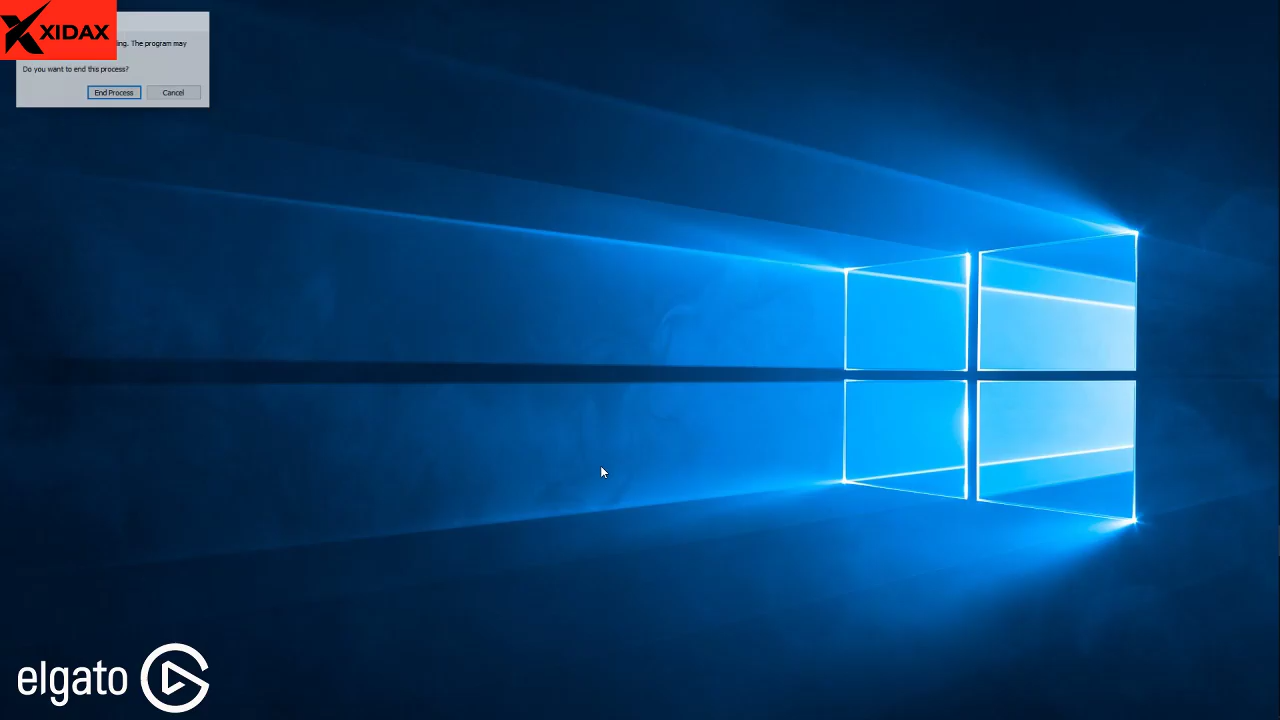 XIDAX
ing. The program may
Do you want to end this process?
End Process
Cancel
elgato